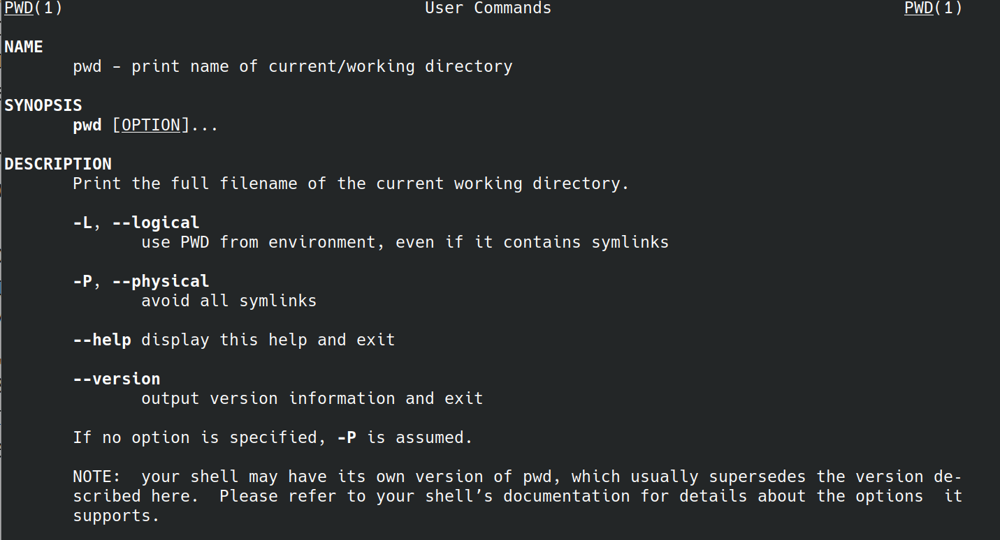 PWD(1) User Commands PWD(1)
NAME
pwd - print name of current/working directory
SYNOPSIS
pwd [OPTION]...
DESCRIPTION
Print the full filename of the current working directory.
-L, --logical
use PWD from environment, even if it contains symlinks
-P, --physical
avoid all symlinks
--help display this help and exit
--version
output version information and exit
If no option is specified, -P is assumed.
NOTE:  your shell may have its own version of pwd, which usually supersedes the version de-
scribed here.  Please refer to your shell’s documentation for details about the options  it
supports.